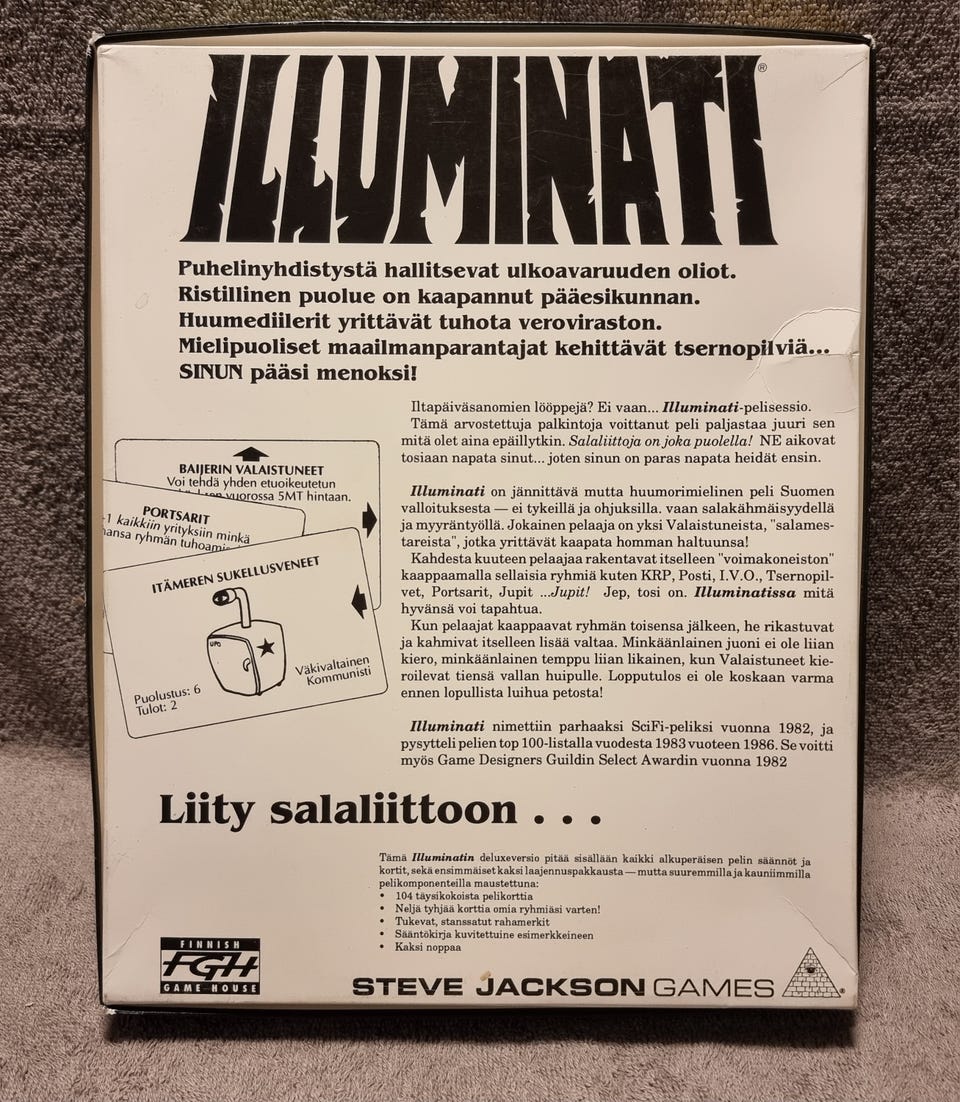 ILLUMINATI®
Puhelinyhdistystä hallitsevat ulkoavaruuden oliot.
Ristillinen puolue on kaapannut pääesikunnan.
Huumediilerit yrittävät tuhota veroviraston.
Mielipuoliset maailmanparantajat kehittävät tsernopilviä...
SINUN pääsi menoksi!
Iltapäiväsanomien lööppejä? Ei vaan... Illuminati-pelisessio.
Tämä arvostettuja palkintoja voittanut peli paljastaa juuri sen
mitä olet aina epäillytkin. Salaliittoja on joka puolella! NE aikovat
tosiaan napata sinut... joten sinun on paras napata heidät ensin.
Illuminati on jännittävä mutta huumorimielinen peli Suomen
valloituksesta — ei tykeillä ja ohjuksilla. vaan salakähmäisyydellä
ja myyräntyöllä. Jokainen pelaaja on yksi Valaistuneista, "salames-
tareista", jotka yrittävät kaapata homman haltuunsa!
Kahdesta kuuteen pelaajaa rakentavat itselleen "voimakoneiston"
kaappaamalla sellaisia ryhmiä kuten KRP, Posti, I.V.O., Tsernopil-
vet, Portsarit, Jupit ...Jupit! Jep, tosi on. Illuminatissa mitä
hyvänsä voi tapahtua.
Kun pelaajat kaappaavat ryhmän toisensa jälkeen, he rikastuvat
ja kahmivat itselleen lisää valtaa. Minkäänlainen juoni ei ole liian
kiero, minkäänlainen temppu liian likainen, kun Valaistuneet kie-
roilevat tiensä vallan huipulle. Lopputulos ei ole koskaan varma
ennen lopullista luihua petosta!
Illuminati nimettiin parhaaksi SciFi-peliksi vuonna 1982, ja
pysytteli pelien top 100-listalla vuodesta 1983 vuoteen 1986. Se voitti
myös Game Designers Guildin Select Awardin vuonna 1982
BAIJERIN VALAISTUNEET
Voi tehdä yhden etuoikeutetun
vuorossa 5MT hintaan.
PORTSARIT
-1 kaikkiin yrityksiin minkä
ansa ryhmän tuhoamis
ITÄMEREN SUKELLUSVENEET
UPO
Väkivaltainen
Kommunisti
Puolustus: 6
Tulot: 2
Liity salaliittoon . . .
Tämä Illuminatin deluxeversio pitää sisällään kaikki alkuperäisen pelin säännöt ja
kortit, sekä ensimmäiset kaksi laajennuspakkausta — mutta suuremmilla ja kauniimmilla
pelikomponenteilla maustettuna:
• 104 täysikokoista pelikorttia
• Neljä tyhjää korttia omia ryhmiäsi varten!
• Tukevat, stanssatut rahamerkit
• Sääntökirja kuvitettuine esimerkkeineen
• Kaksi noppaa
FINNISH
FGH
GAME HOUSE
STEVE JACKSON GAMES ®